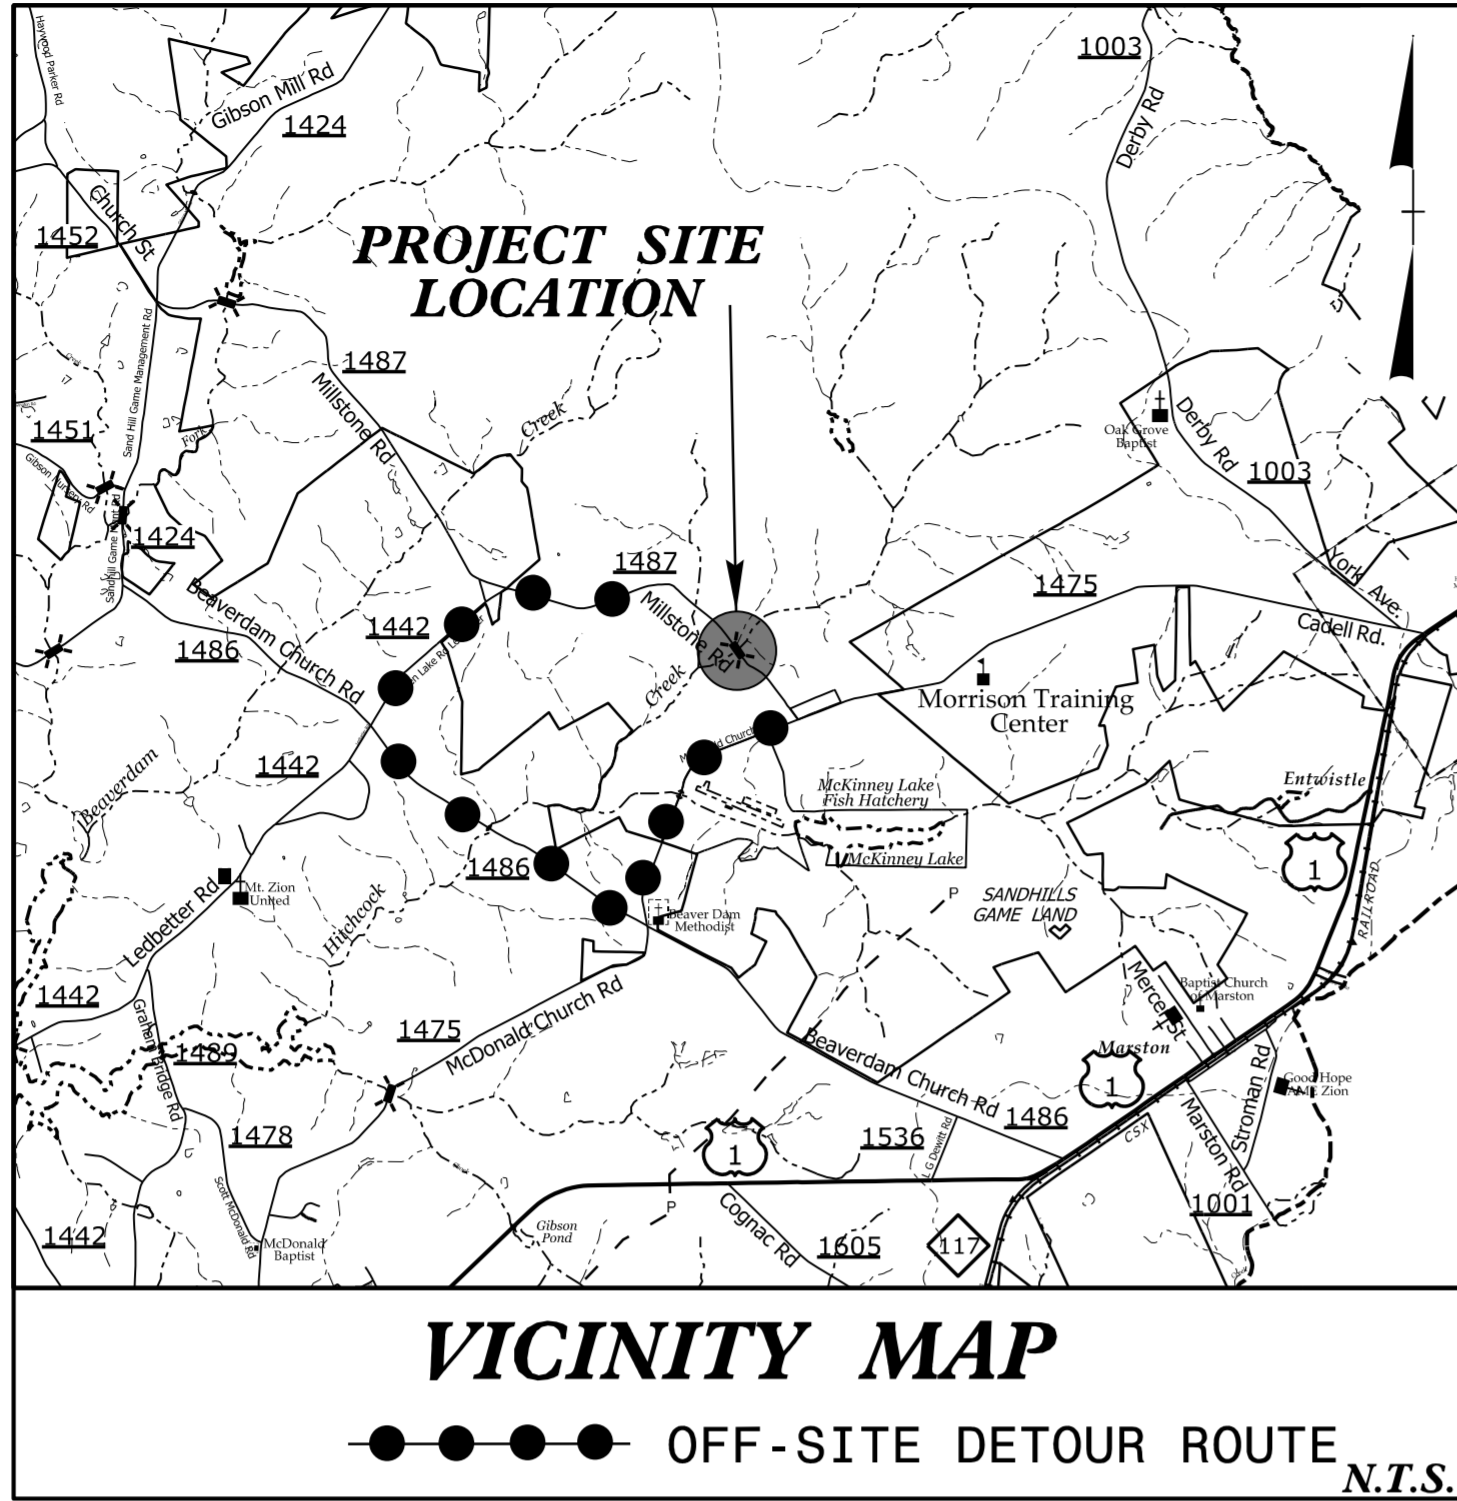 Haywood Parker Rd
Gibson Mill Rd
1424
1003
Derby Rd
Church St
1452
PROJECT SITE
LOCATION
Sand Hill Game Management Rd
1487
Millstone Rd
Creek
Creek
1451
Gibson Nursery Rd
Fork
1424
Oak Grove
Baptist
Derby Rd
1003
York Ave.
Cadell Rd.
1475
1487
Millstone Rd
Beaverdam Church Rd
1486
1442
Creek
Morrison Training
Center
1442
Beaverdam
McKinney Lake
Fish Hatchery
McKinney Lake
Entwistle
1
RAILROAD
1486
Mt. Zion
United
Ledbetter Rd
Hitchcock
Beaver Dam
Methodist
P
SANDHILLS
GAME LAND
Mercer St
Baptist Church
of Marston
Marston
1
1442
Graham Bridge Rd
1489
1475
McDonald Church Rd
Beaverdam Church Rd
1486
Good Hope
AME Zion
Stroman Rd
CSX
Marston Rd
1001
1478
Scott McDonald Rd
McDonald
Baptist
1442
1
1536
L G Dewitt Rd
P
Gibson
Pond
Cognac Rd
1605
117
VICINITY MAP
OFF-SITE DETOUR ROUTE
N.T.S.